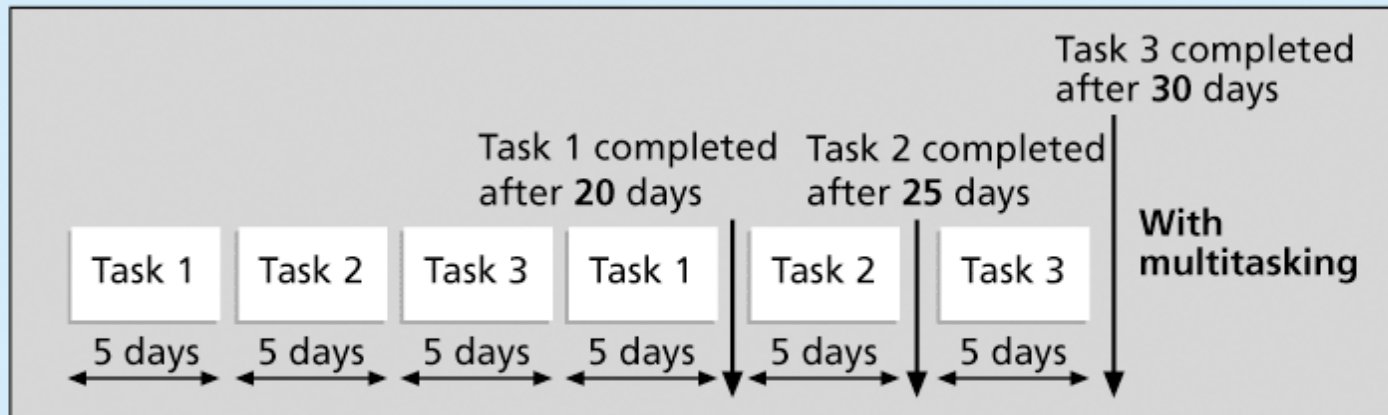 Task 3 completed
after 30 days
Task 1 completed
after 20 days
Task 2 completed
after 25 days
With
multitasking
Task 1 Task 2 Task 3 Task 1 Task 2 Task 3
5 days 5 days 5 days 5 days 5 days 5 days